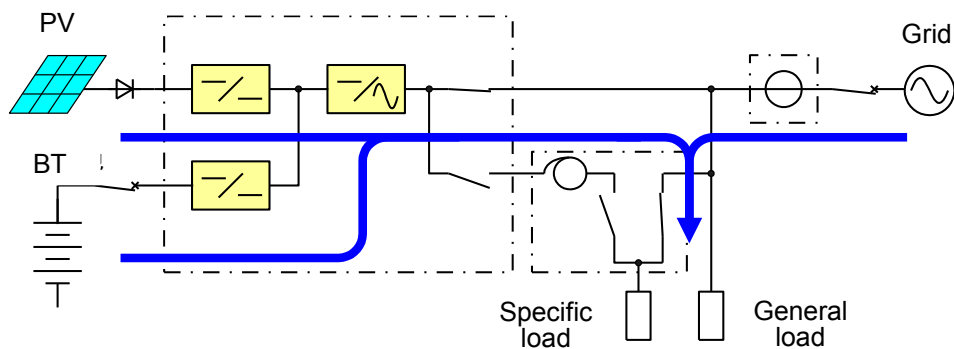 PV
Grid
BT
Specific
load
General
load